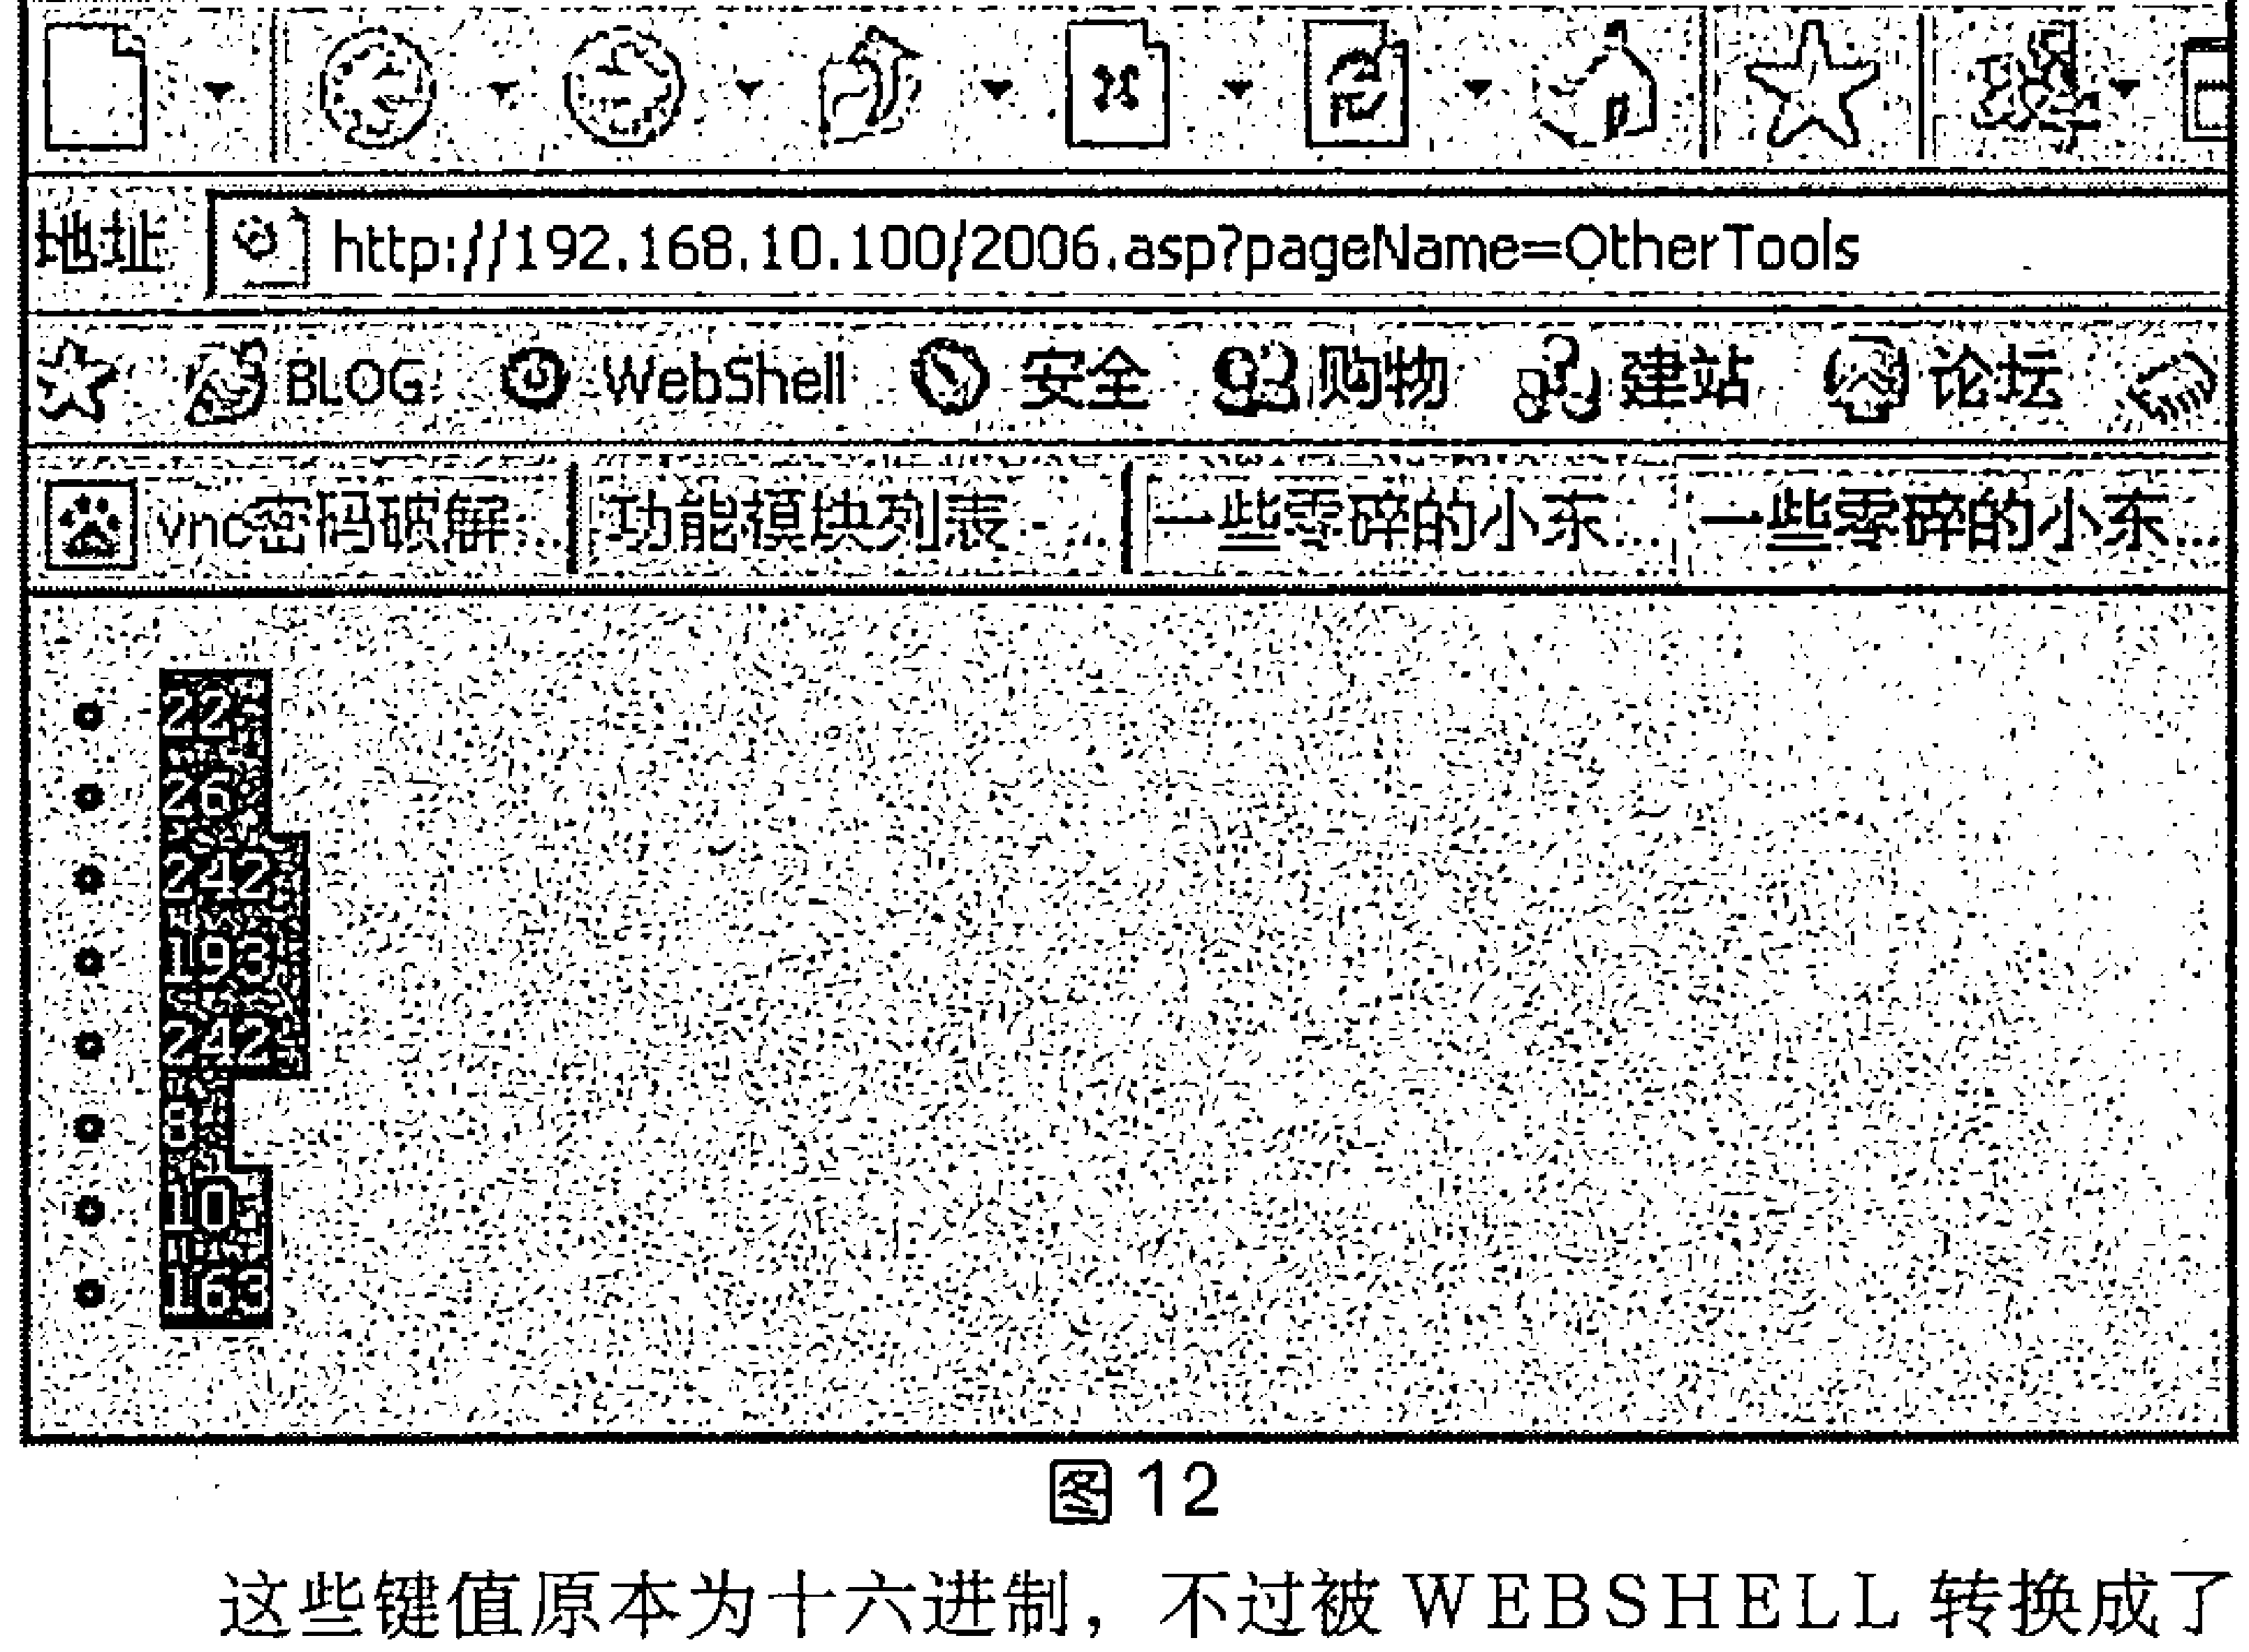 地址 http://192.168.10.100/2006.asp?pageName=OtherTools
BLOG WebShell 安全 购物 建站 论坛
vnc密码破解... 功能模块列表 - ... 一些零碎的小东... 一些零碎的小东...
22
26
242
198
242
8
10
163
图 12
这些键值原本为十六进制，不过被 WEBSHELL 转换成了